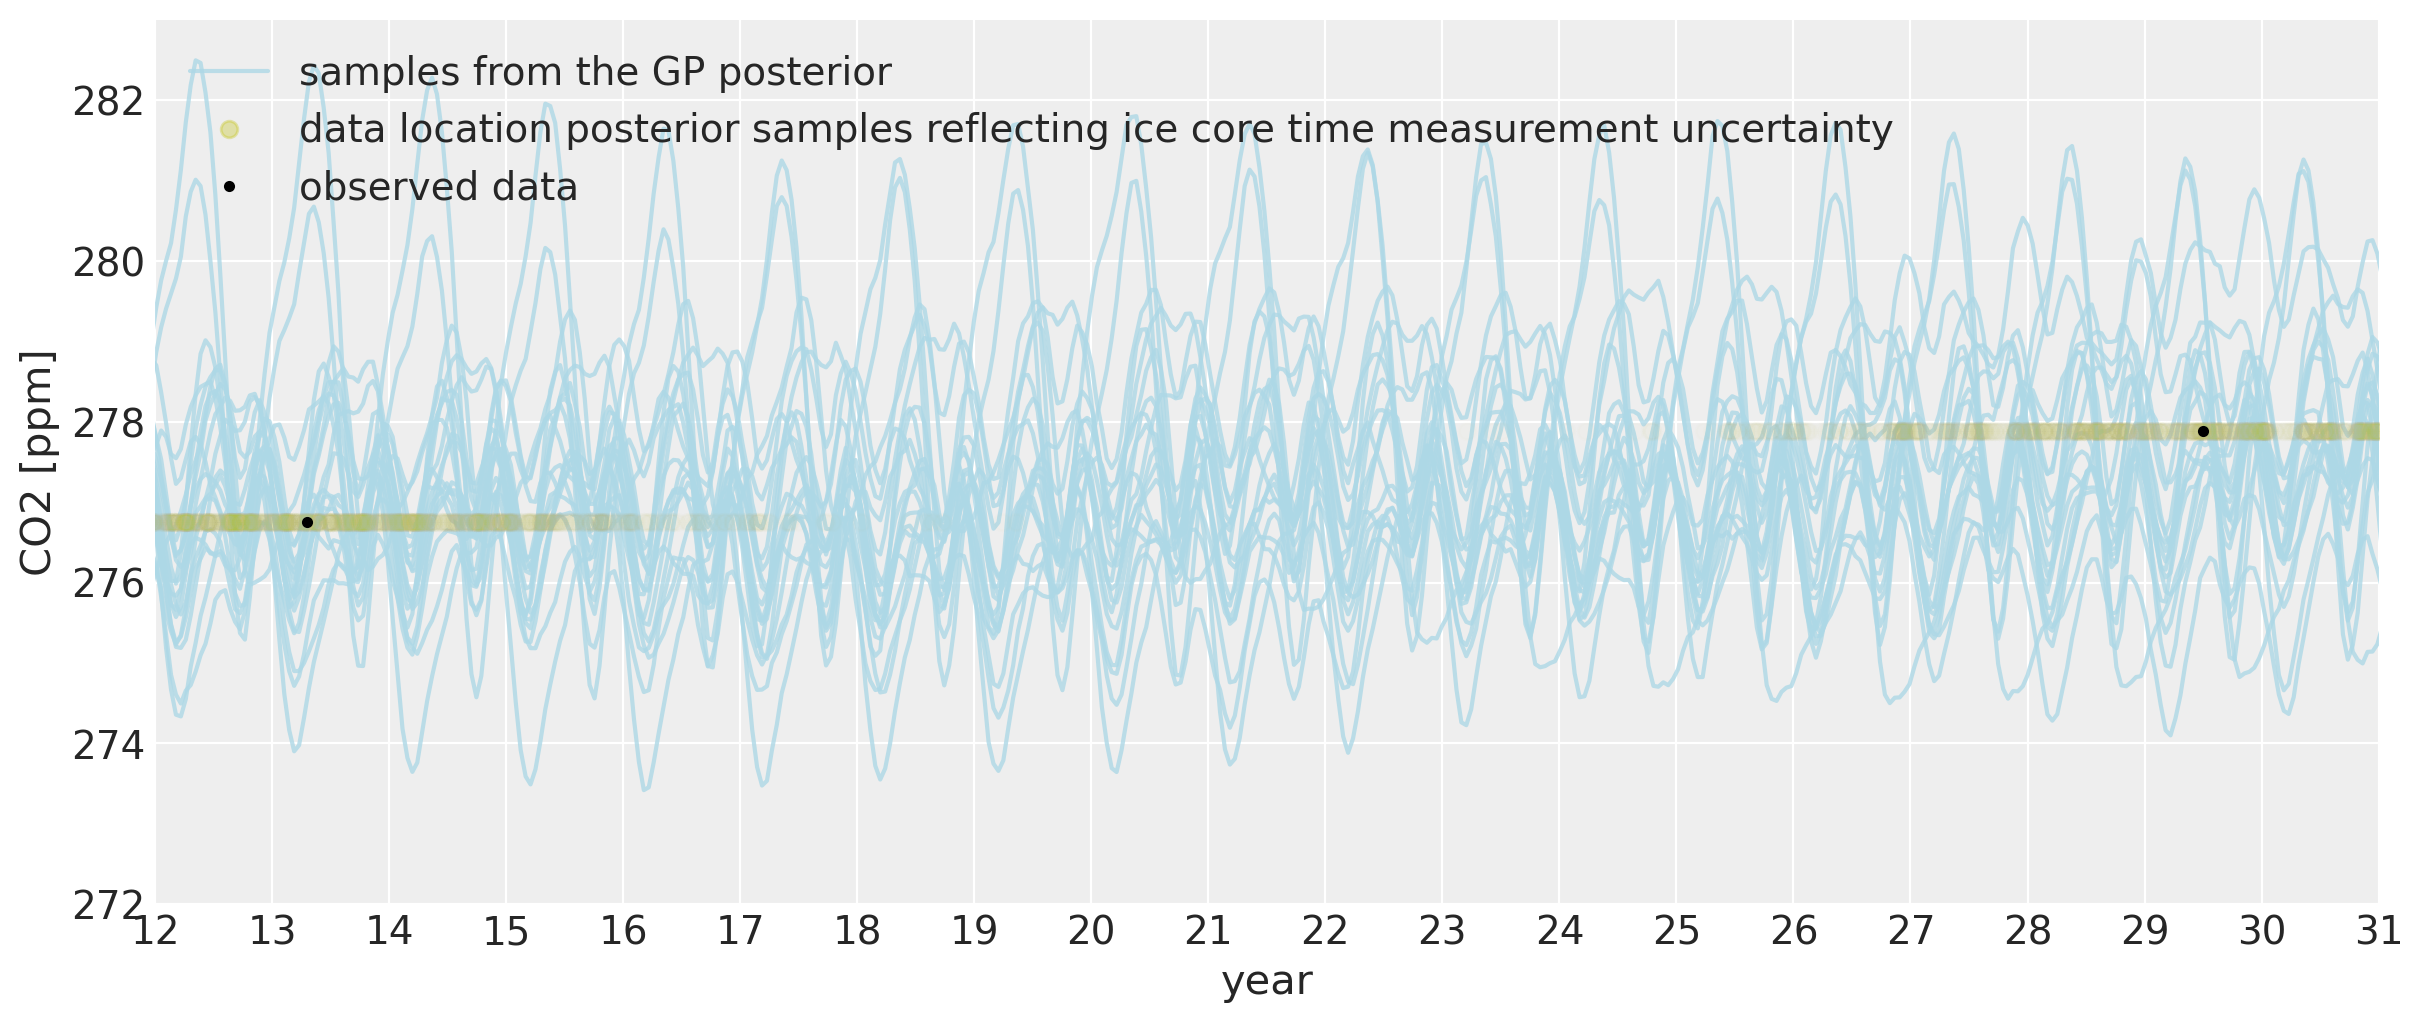 samples from the GP posterior
data location posterior samples reflecting ice core time measurement uncertainty
observed data
CO2 [ppm]
282
280
278
276
274
272
12 13 14 15 16 17 18 19 20 21 22 23 24 25 26 27 28 29 30 31
year